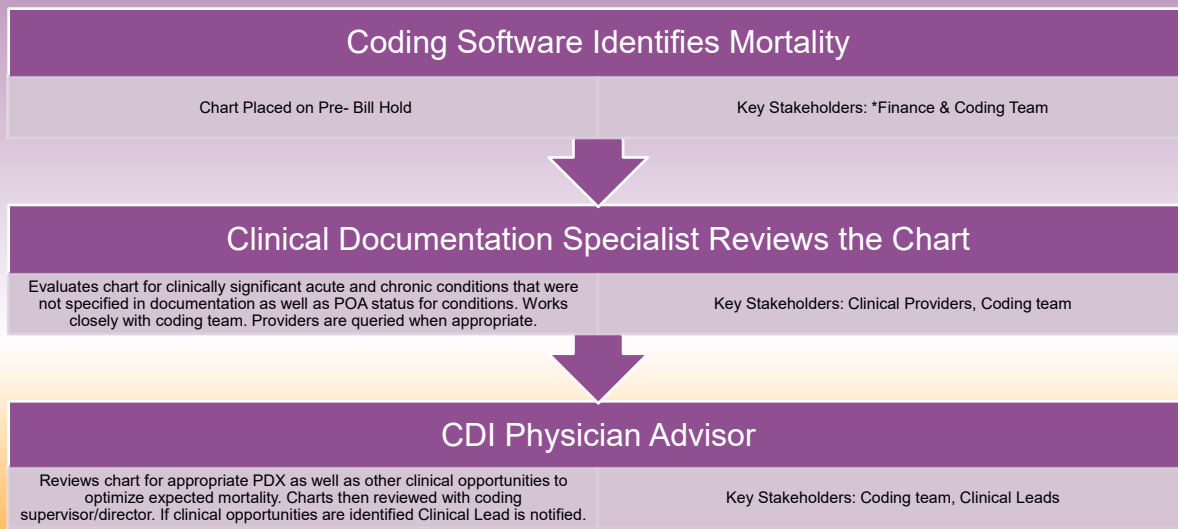 Coding Software Identifies Mortality
Chart Placed on Pre- Bill Hold
Key Stakeholders: *Finance & Coding Team
Clinical Documentation Specialist Reviews the Chart
Evaluates chart for clinically significant acute and chronic conditions that were
not specified in documentation as well as POA status for conditions. Works
closely with coding team. Providers are queried when appropriate.
Key Stakeholders: Clinical Providers, Coding team
CDI Physician Advisor
Reviews chart for appropriate PDX as well as other clinical opportunities to
optimize expected mortality. Charts then reviewed with coding
supervisor/director. If clinical opportunities are identified Clinical Lead is notified.
Key Stakeholders: Coding team, Clinical Leads